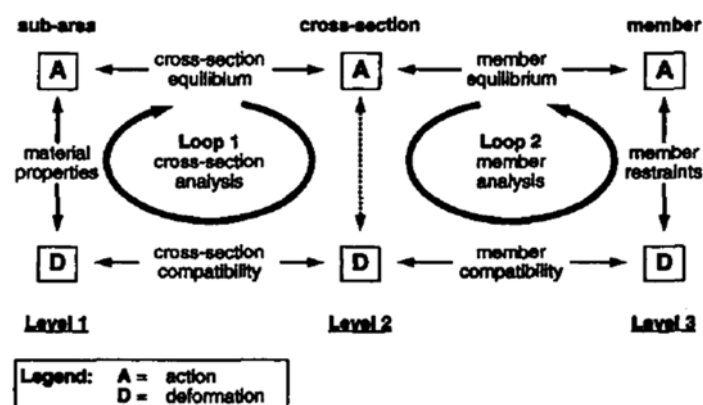 sub-area cross-section member
A cross-section equilibium A member equilibrium A
material properties
Loop 1
cross-section
analysis
Loop 2
member
analysis
member restraints
D cross-section compatibility D member compatibility D
Level 1 Level 2 Level 3
Legend: A = action
D = deformation